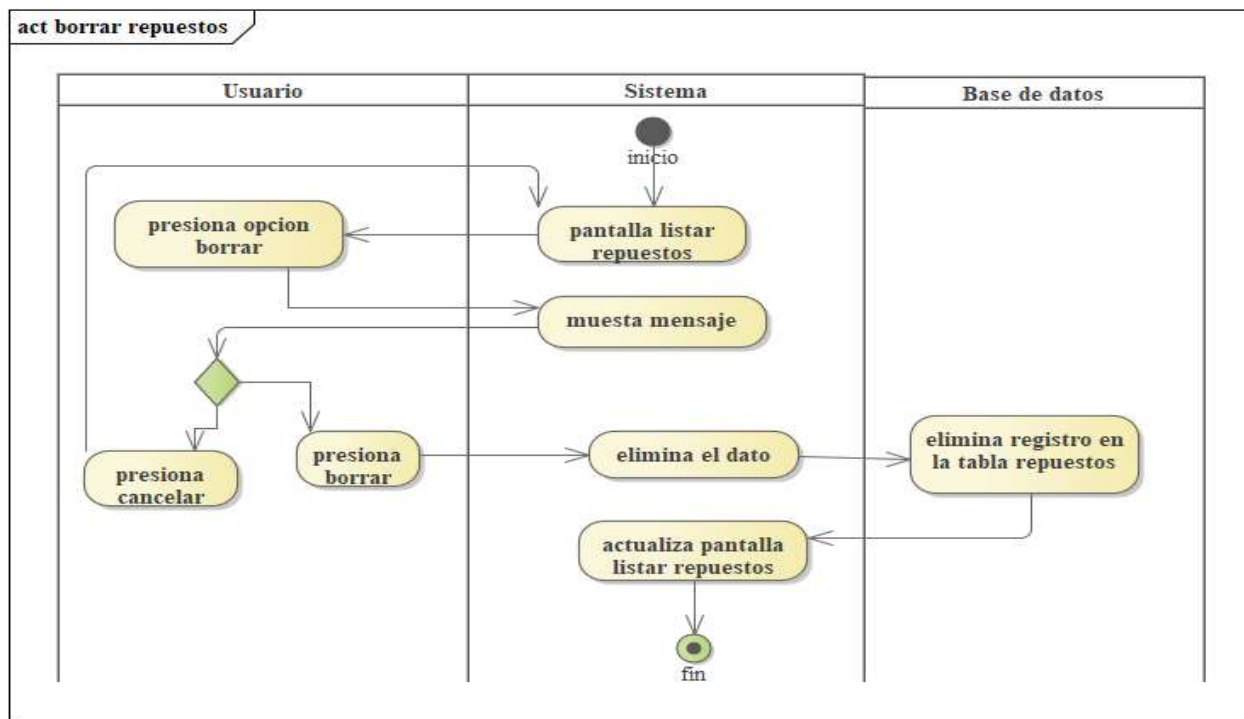 act borrar repuestos
Usuario
Sistema
Base de datos
inicio
presiona opcion
borrar
pantalla listar
repuestos
muesta mensaje
presiona
cancelar
presiona
borrar
elimina el dato
elimina registro en
la tabla repuestos
actualiza pantalla
listar repuestos
fin